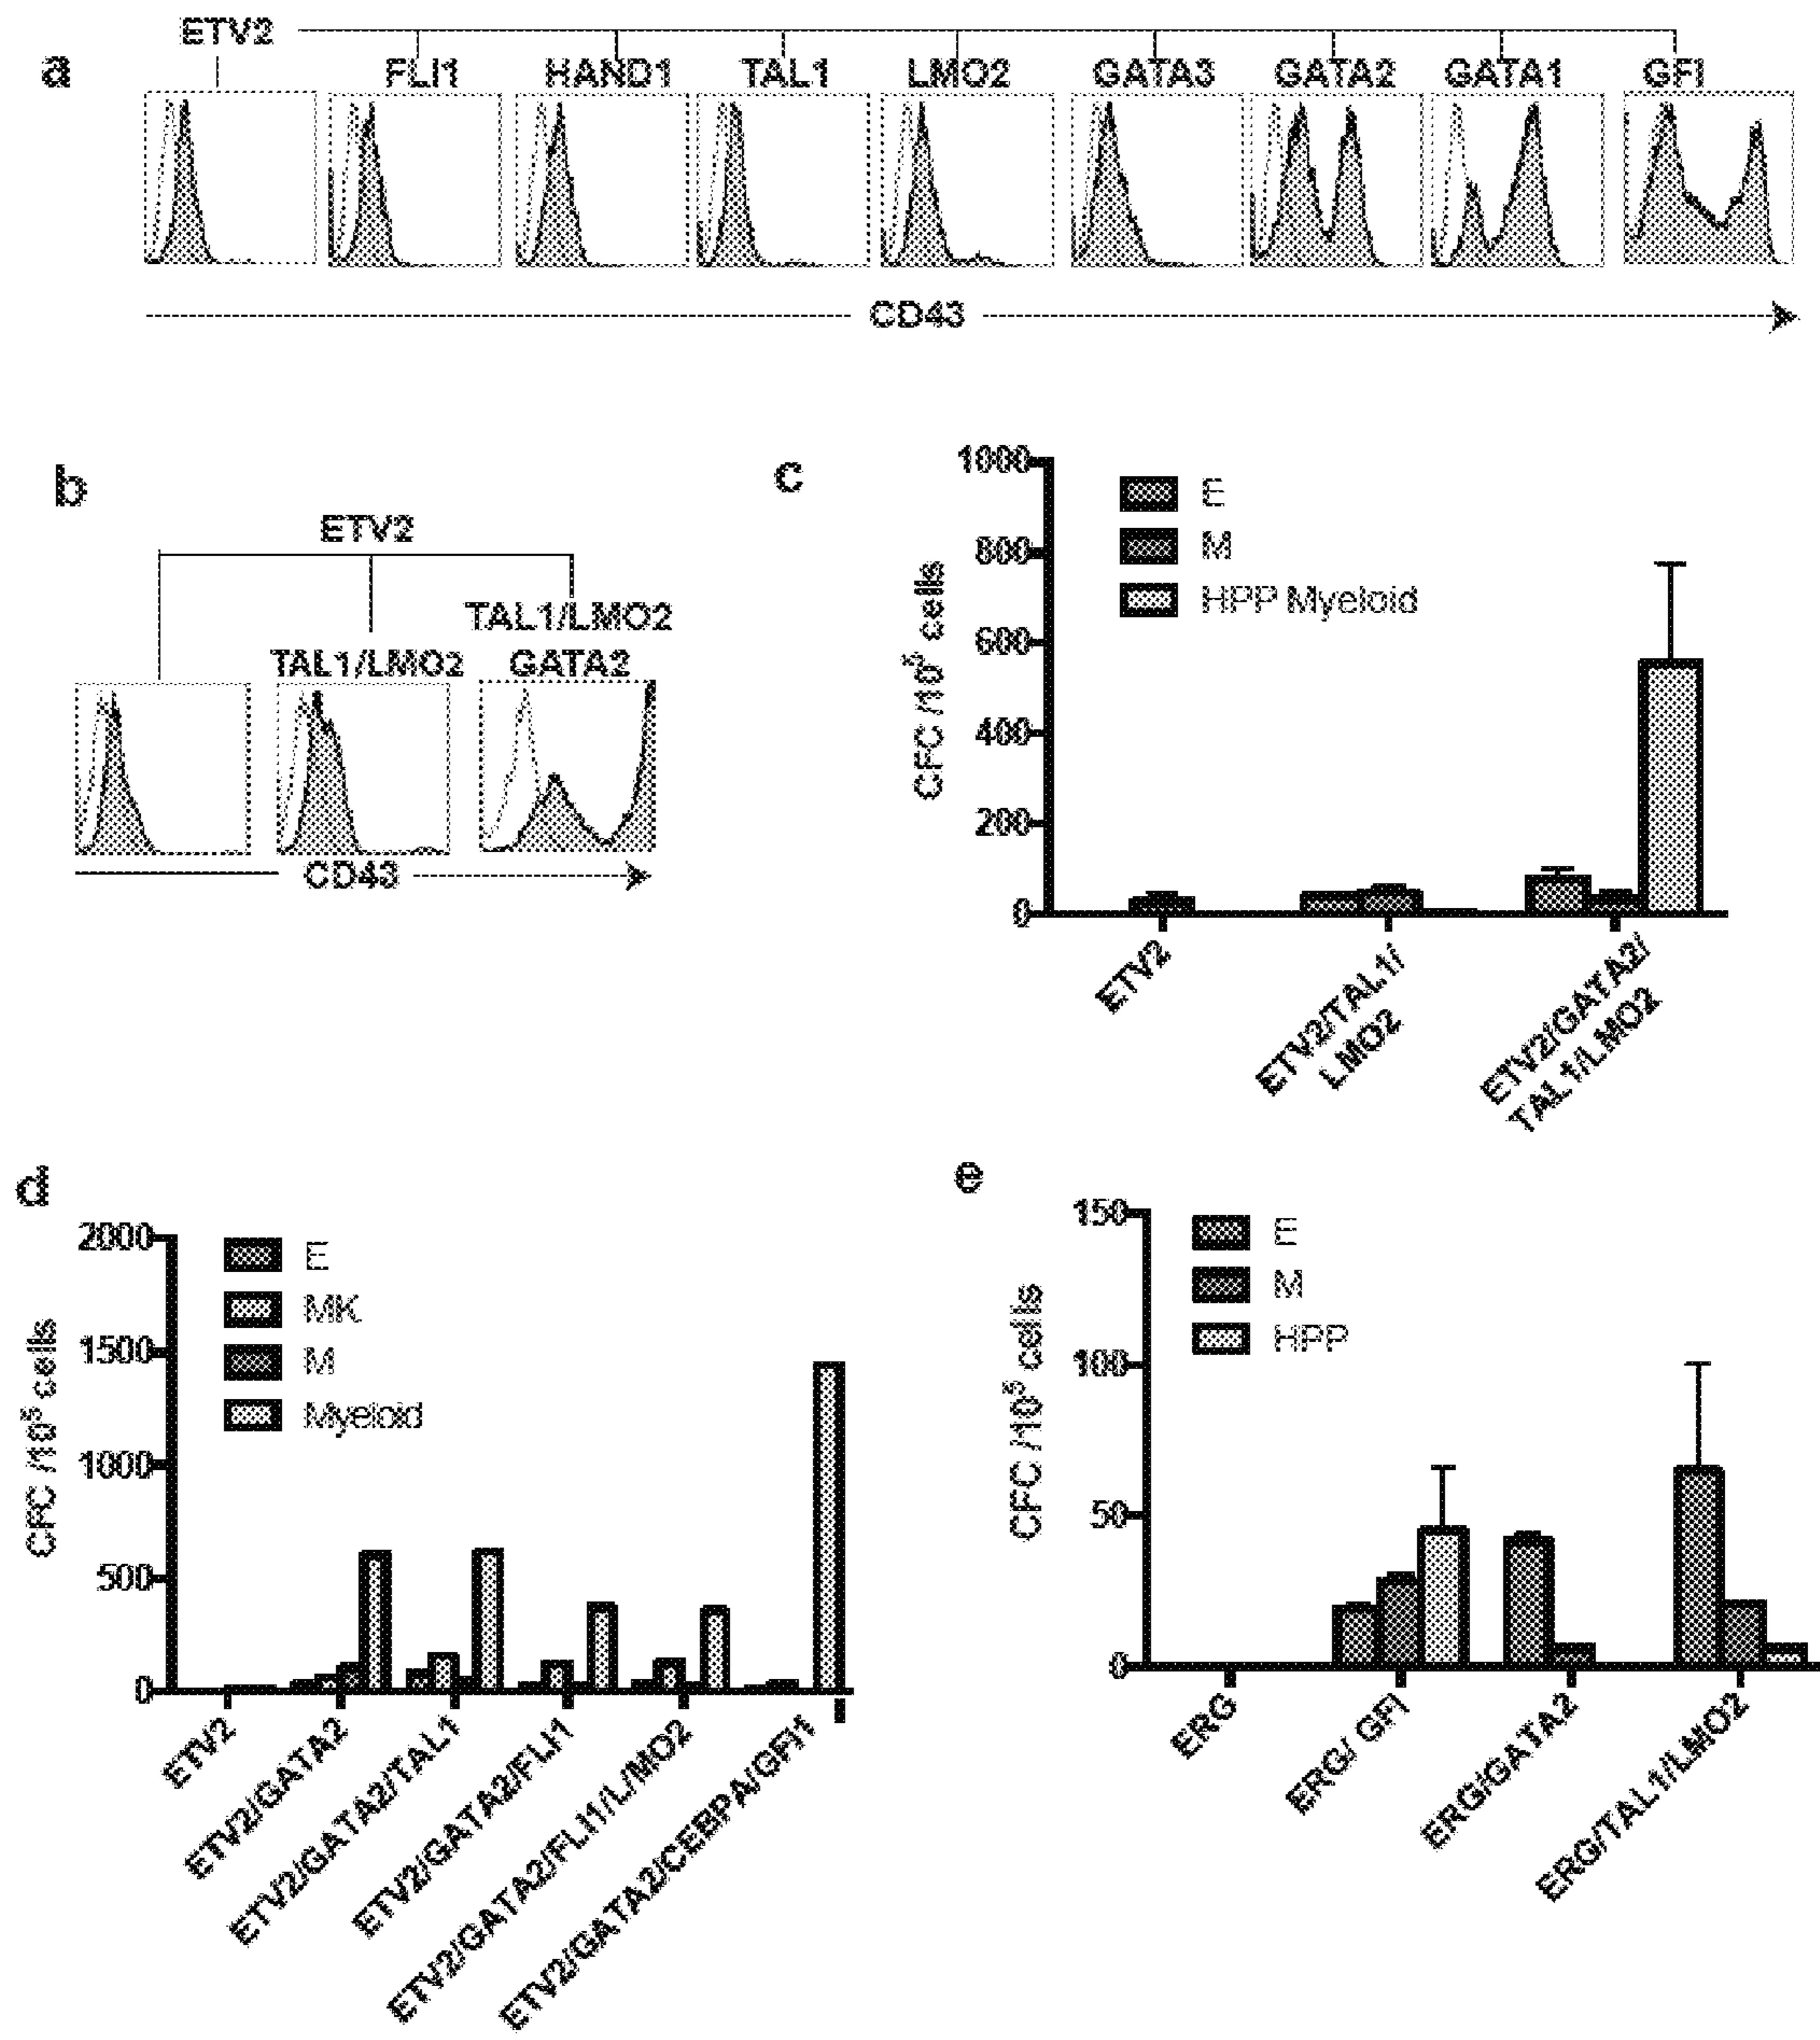 a
ETV2
FLI1 HAND1 TAL1 LMO2 GATA3 GATA2 GATA1 GFI
CD43
b
ETV2
TAL1/LMO2
TAL1/LMO2 GATA2
CD43
c
1000
800
600
400
200
0
CFC /10⁵ cells
E
M
HPP Myeloid
ETV2
ETV2/TAL1/
LMO2
ETV2/GATA2/
TAL1/LMO2
d
2000
1500
1000
500
0
CFC /10⁵ cells
E
MK
M
Myeloid
ETV2
ETV2/GATA2
ETV2/GATA2/TAL1
ETV2/GATA2/FLI1
ETV2/GATA2/FLI1/L/MO2
ETV2/GATA2/CEBPA/GFI1
e
150
100
50
0
CFC /10⁵ cells
E
M
HPP
ERG
ERG/ GFI
ERG/GATA2
ERG/TAL1/LMO2